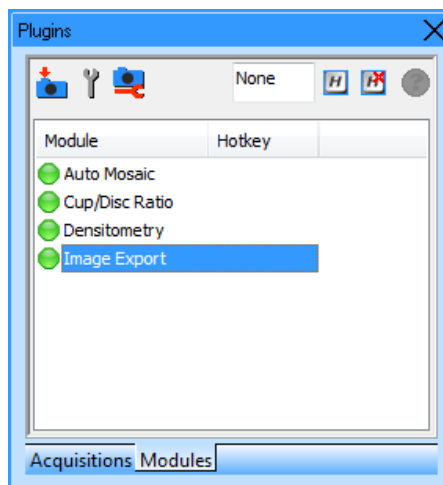 Plugins
None H H
Module Hotkey
Auto Mosaic
Cup/Disc Ratio
Densitometry
Image Export
Acquisitions Modules